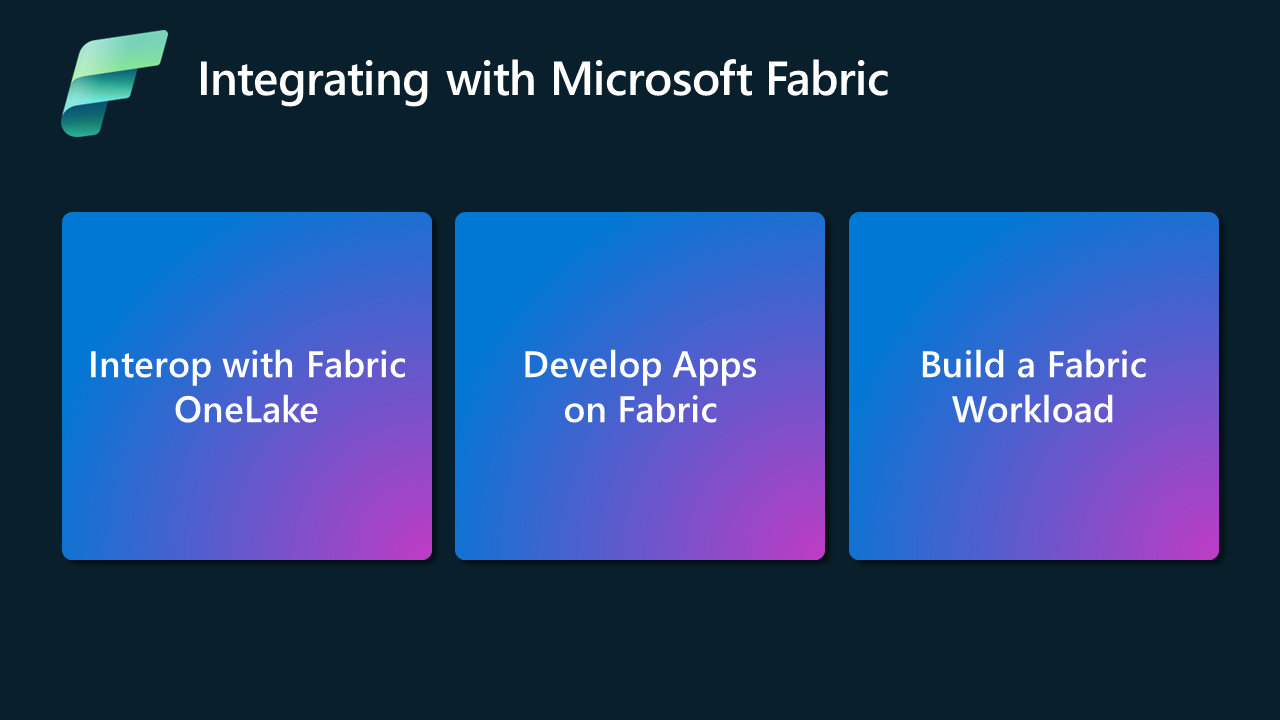 Integrating with Microsoft Fabric
Interop with Fabric
OneLake
Develop Apps
on Fabric
Build a Fabric
Workload